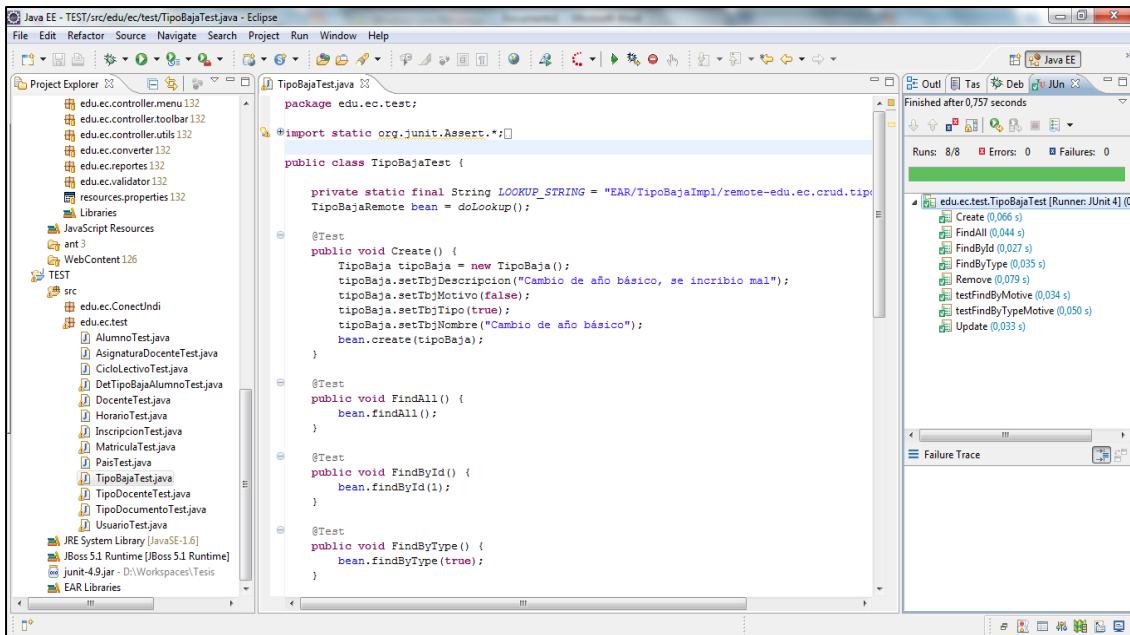 Java EE - TEST/src/edu/ec/test/TipoBajaTest.java - Eclipse
File Edit Refactor Source Navigate Search Project Run Window Help
Java EE
Project Explorer
edu.ec.controller.menu 132
edu.ec.controller.toolbar 132
edu.ec.controller.utils 132
edu.ec.converter 132
edu.ec.reportes 132
edu.ec.validator 132
resources.properties 132
Libraries
JavaScript Resources
ant 3
WebContent 126
TEST
src
edu.ec.ConectJndi
edu.ec.test
AlumnoTest.java
AsignaturaDocenteTest.java
CicloLectivoTest.java
DetTipoBajaAlumnoTest.java
DocenteTest.java
HorarioTest.java
InscripcionTest.java
MatriculaTest.java
PaisTest.java
TipoBajaTest.java
TipoDocenteTest.java
TipoDocumentoTest.java
UsuarioTest.java
JRE System Library [JavaSE-1.6]
JBoss 5.1 Runtime [JBoss 5.1 Runtime]
junit-4.9.jar - D:\Workspaces\Tesis
EAR Libraries
TipoBajaTest.java
package edu.ec.test;
import static org.junit.Assert.*;
public class TipoBajaTest {
private static final String LOOKUP_STRING = "EAR/TipoBajaImpl/remote-edu.ec.crud.tipo
TipoBajaRemote bean = doLookup();
@Test
public void Create() {
TipoBaja tipoBaja = new TipoBaja();
tipoBaja.setTbjDescripcion("Cambio de año básico, se incribio mal");
tipoBaja.setTbjMotivo(false);
tipoBaja.setTbjTipo(true);
tipoBaja.setTbjNombre("Cambio de año básico");
bean.create(tipoBaja);
}
@Test
public void FindAll() {
bean.findAll();
}
@Test
public void FindById() {
bean.findById(1);
}
@Test
public void FindByType() {
bean.findByType(true);
}
Outl Tas Deb JUn
Finished after 0,757 seconds
Runs: 8/8 Errors: 0 Failures: 0
edu.ec.test.TipoBajaTest [Runner: JUnit 4] (0
Create (0,066 s)
FindAll (0,044 s)
FindById (0,027 s)
FindByType (0,035 s)
Remove (0,079 s)
testFindByMotive (0,034 s)
testFindByTypeMotive (0,050 s)
Update (0,033 s)
Failure Trace